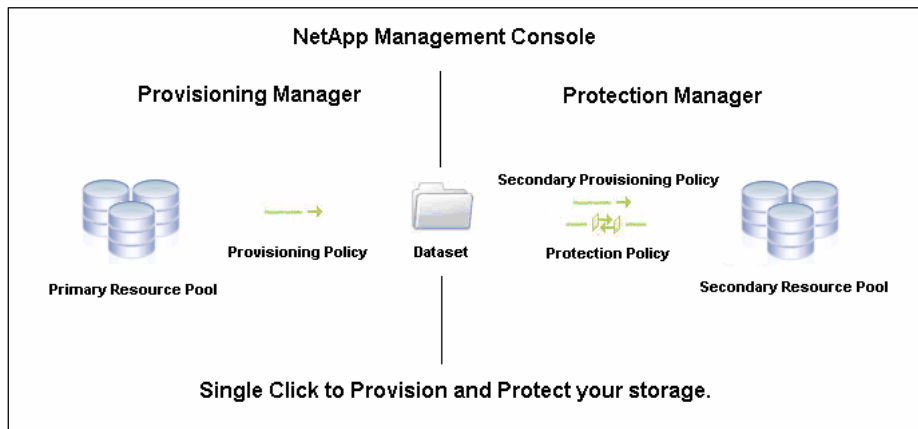 NetApp Management Console
Provisioning Manager
Protection Manager
Secondary Provisioning Policy
Provisioning Policy
Dataset
Protection Policy
Primary Resource Pool
Secondary Resource Pool
Single Click to Provision and Protect your storage.